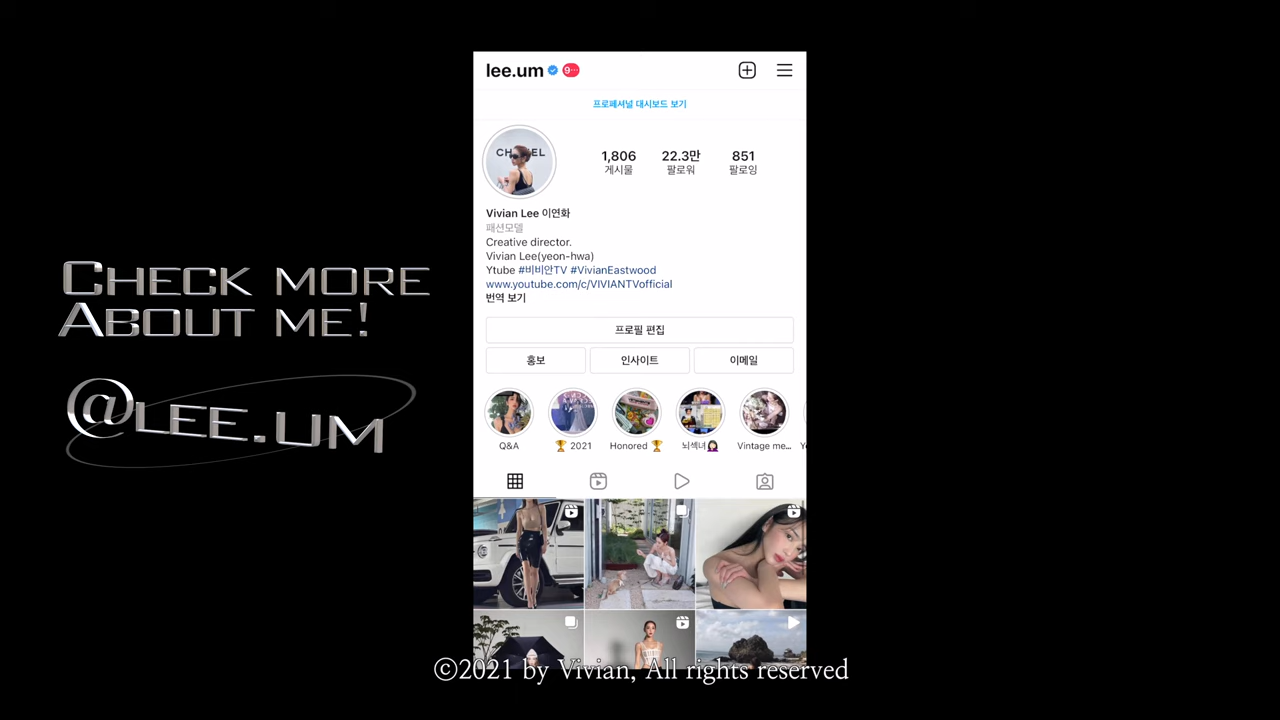 lee.um
9...
프로페셔널 대시보드 보기
CH EL
1,806 22.3만 851
게시물 팔로워 팔로잉
Vivian Lee 이연화
패션모델
Creative director.
Vivian Lee(yeon-hwa)
Ytube #비비안TV #VivianEastwood
www.youtube.com/c/VIVIANTVofficial
번역 보기
프로필 편집
홍보 인사이트 이메일
Q&A 🏆 2021 Honored 🏆 뇌섹녀🤦🏻‍♀️ Vintage me...
CHECK MORE
ABOUT ME!
@LEE.UM
©2021 by Vivian, All rights reserved